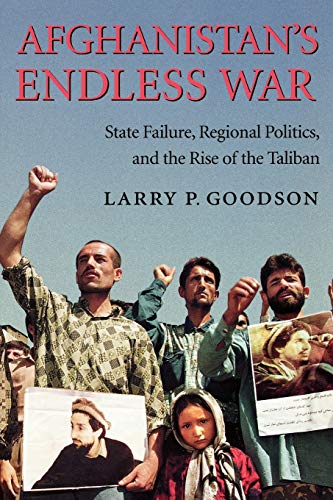 AFGHANISTAN'S
ENDLESS WAR
State Failure, Regional Politics,
and the Rise of the Taliban
LARRY P. GOODSON